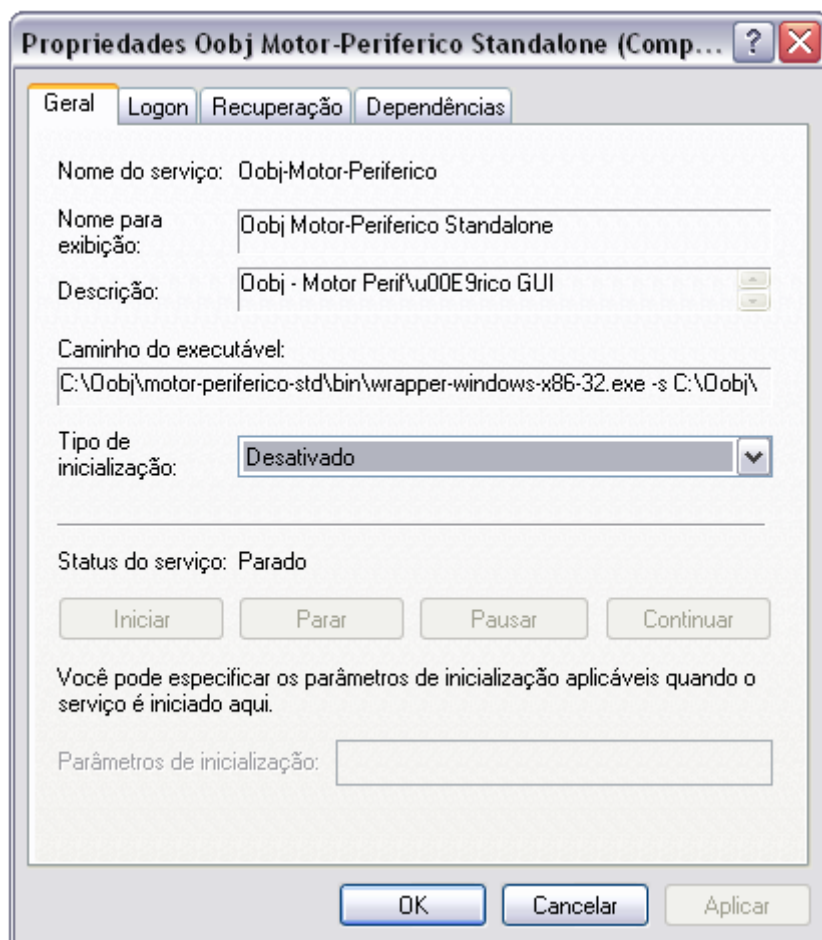 Propriedades Oobj Motor-Periferico Standalone (Comp...
Geral
Logon
Recuperação
Dependências
Nome do serviço: Oobj-Motor-Periferico
Nome para
exibição:
Oobj Motor-Periferico Standalone
Descrição:
Oobj - Motor Perif\u00E9rico GUI
Caminho do executável:
C:\Oobj\motor-periferico-std\bin\wrapper-windows-x86-32.exe -s C:\Oobj\
Tipo de
inicialização:
Desativado
Status do serviço: Parado
Iniciar
Parar
Pausar
Continuar
Você pode especificar os parâmetros de inicialização aplicáveis quando o
serviço é iniciado aqui.
Parâmetros de inicialização:
OK
Cancelar
Aplicar